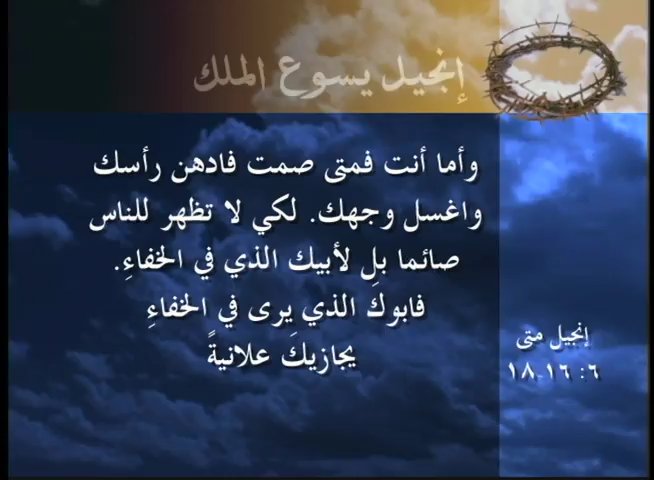 إنجيل يسوع الملك
وأما أنت فمتى صمت فادهن رأسك
واغسل وجهك. لكي لا تظهر للناس
صائما بلِ لأبيك الذي في الخفاءِ.
فابوكَ الذي يرى في الخفاءِ
يجازيكَ علانيةً
إنجيل متى
٦: ١٦-١٨